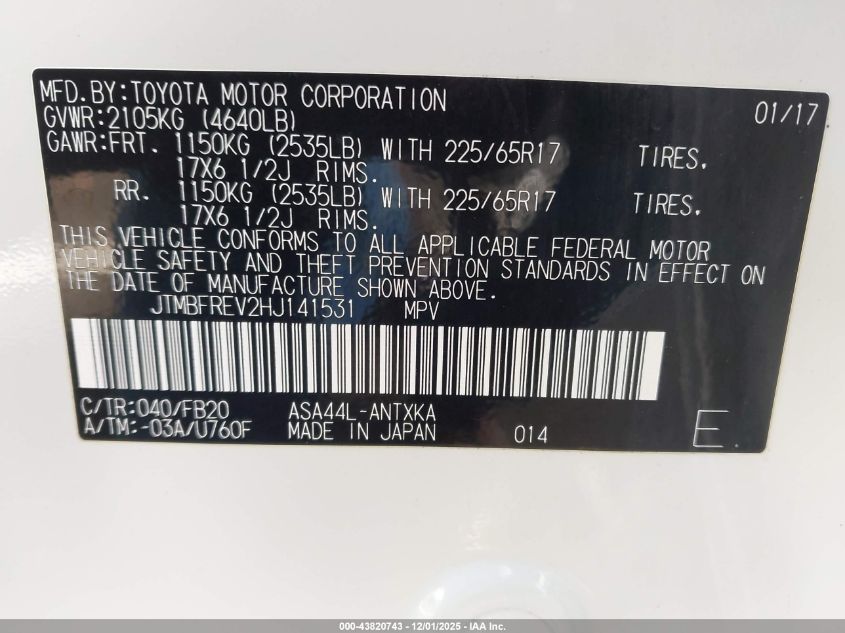 MFD.BY:TOYOTA MOTOR CORPORATION 01/17
GVWR:2105KG (4640LB)
GAWR:FRT. 1150KG (2535LB) WITH 225/65R17 TIRES.
17X6 1/2J RIMS.
RR. 1150KG (2535LB) WITH 225/65R17 TIRES.
17X6 1/2J RIMS.
THIS VEHICLE CONFORMS TO ALL APPLICABLE FEDERAL MOTOR
VEHICLE SAFETY AND THEFT PREVENTION STANDARDS IN EFFECT ON
THE DATE OF MANUFACTURE SHOWN ABOVE.
JTMBFREV2HJ141531 MPV
C/TR:040/FB20 ASA44L-ANTXKA
A/TM:-03A/U760F MADE IN JAPAN 014 E.
000-43820743 - 12/01/2025 - IAA Inc.